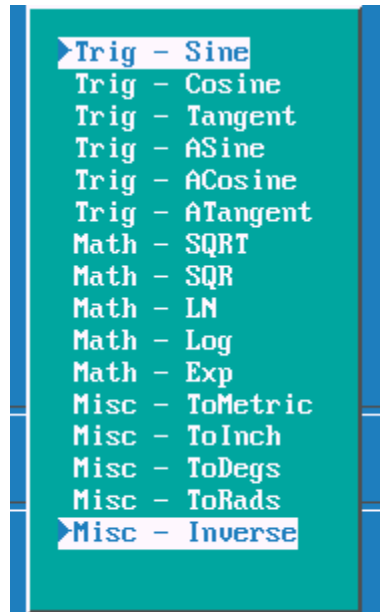 Trig - Sine
Trig - Cosine
Trig - Tangent
Trig - ASine
Trig - ACosine
Trig - ATangent
Math - SQRT
Math - SQR
Math - LN
Math - Log
Math - Exp
Misc - ToMetric
Misc - ToInch
Misc - ToDegs
Misc - ToRads
Misc - Inverse